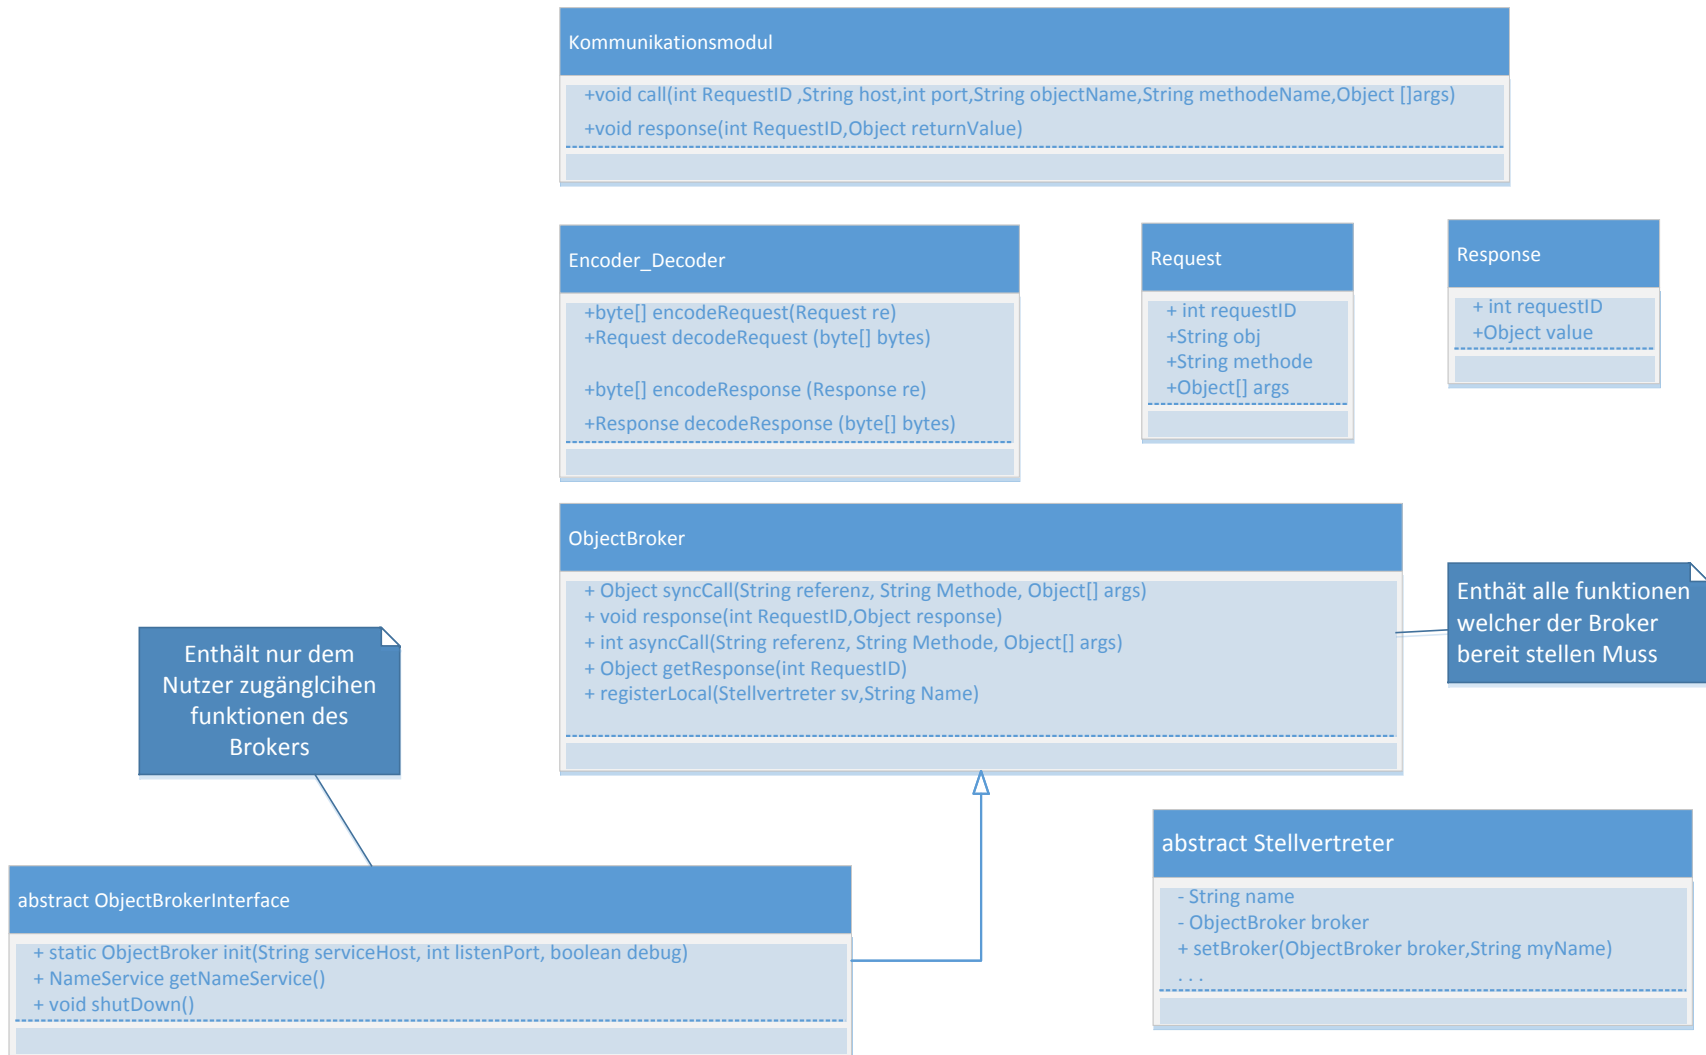 Kommunikationsmodul
+void call(int RequestID ,String host,int port,String objectName,String methodeName,Object []args)
+void response(int RequestID,Object returnValue)
Encoder_Decoder
+byte[] encodeRequest(Request re)
+Request decodeRequest (byte[] bytes)
+byte[] encodeResponse (Response re)
+Response decodeResponse (byte[] bytes)
Request
+ int requestID
+String obj
+String methode
+Object[] args
Response
+ int requestID
+Object value
ObjectBroker
+ Object syncCall(String referenz, String Methode, Object[] args)
+ void response(int RequestID,Object response)
+ int asyncCall(String referenz, String Methode, Object[] args)
+ Object getResponse(int RequestID)
+ registerLocal(Stellvertreter sv,String Name)
Enthät alle funktionen
welcher der Broker
bereit stellen Muss
Enthält nur dem
Nutzer zugänglcihen
funktionen des
Brokers
abstract ObjectBrokerInterface
+ static ObjectBroker init(String serviceHost, int listenPort, boolean debug)
+ NameService getNameService()
+ void shutDown()
abstract Stellvertreter
- String name
- ObjectBroker broker
+ setBroker(ObjectBroker broker,String myName)
. . .